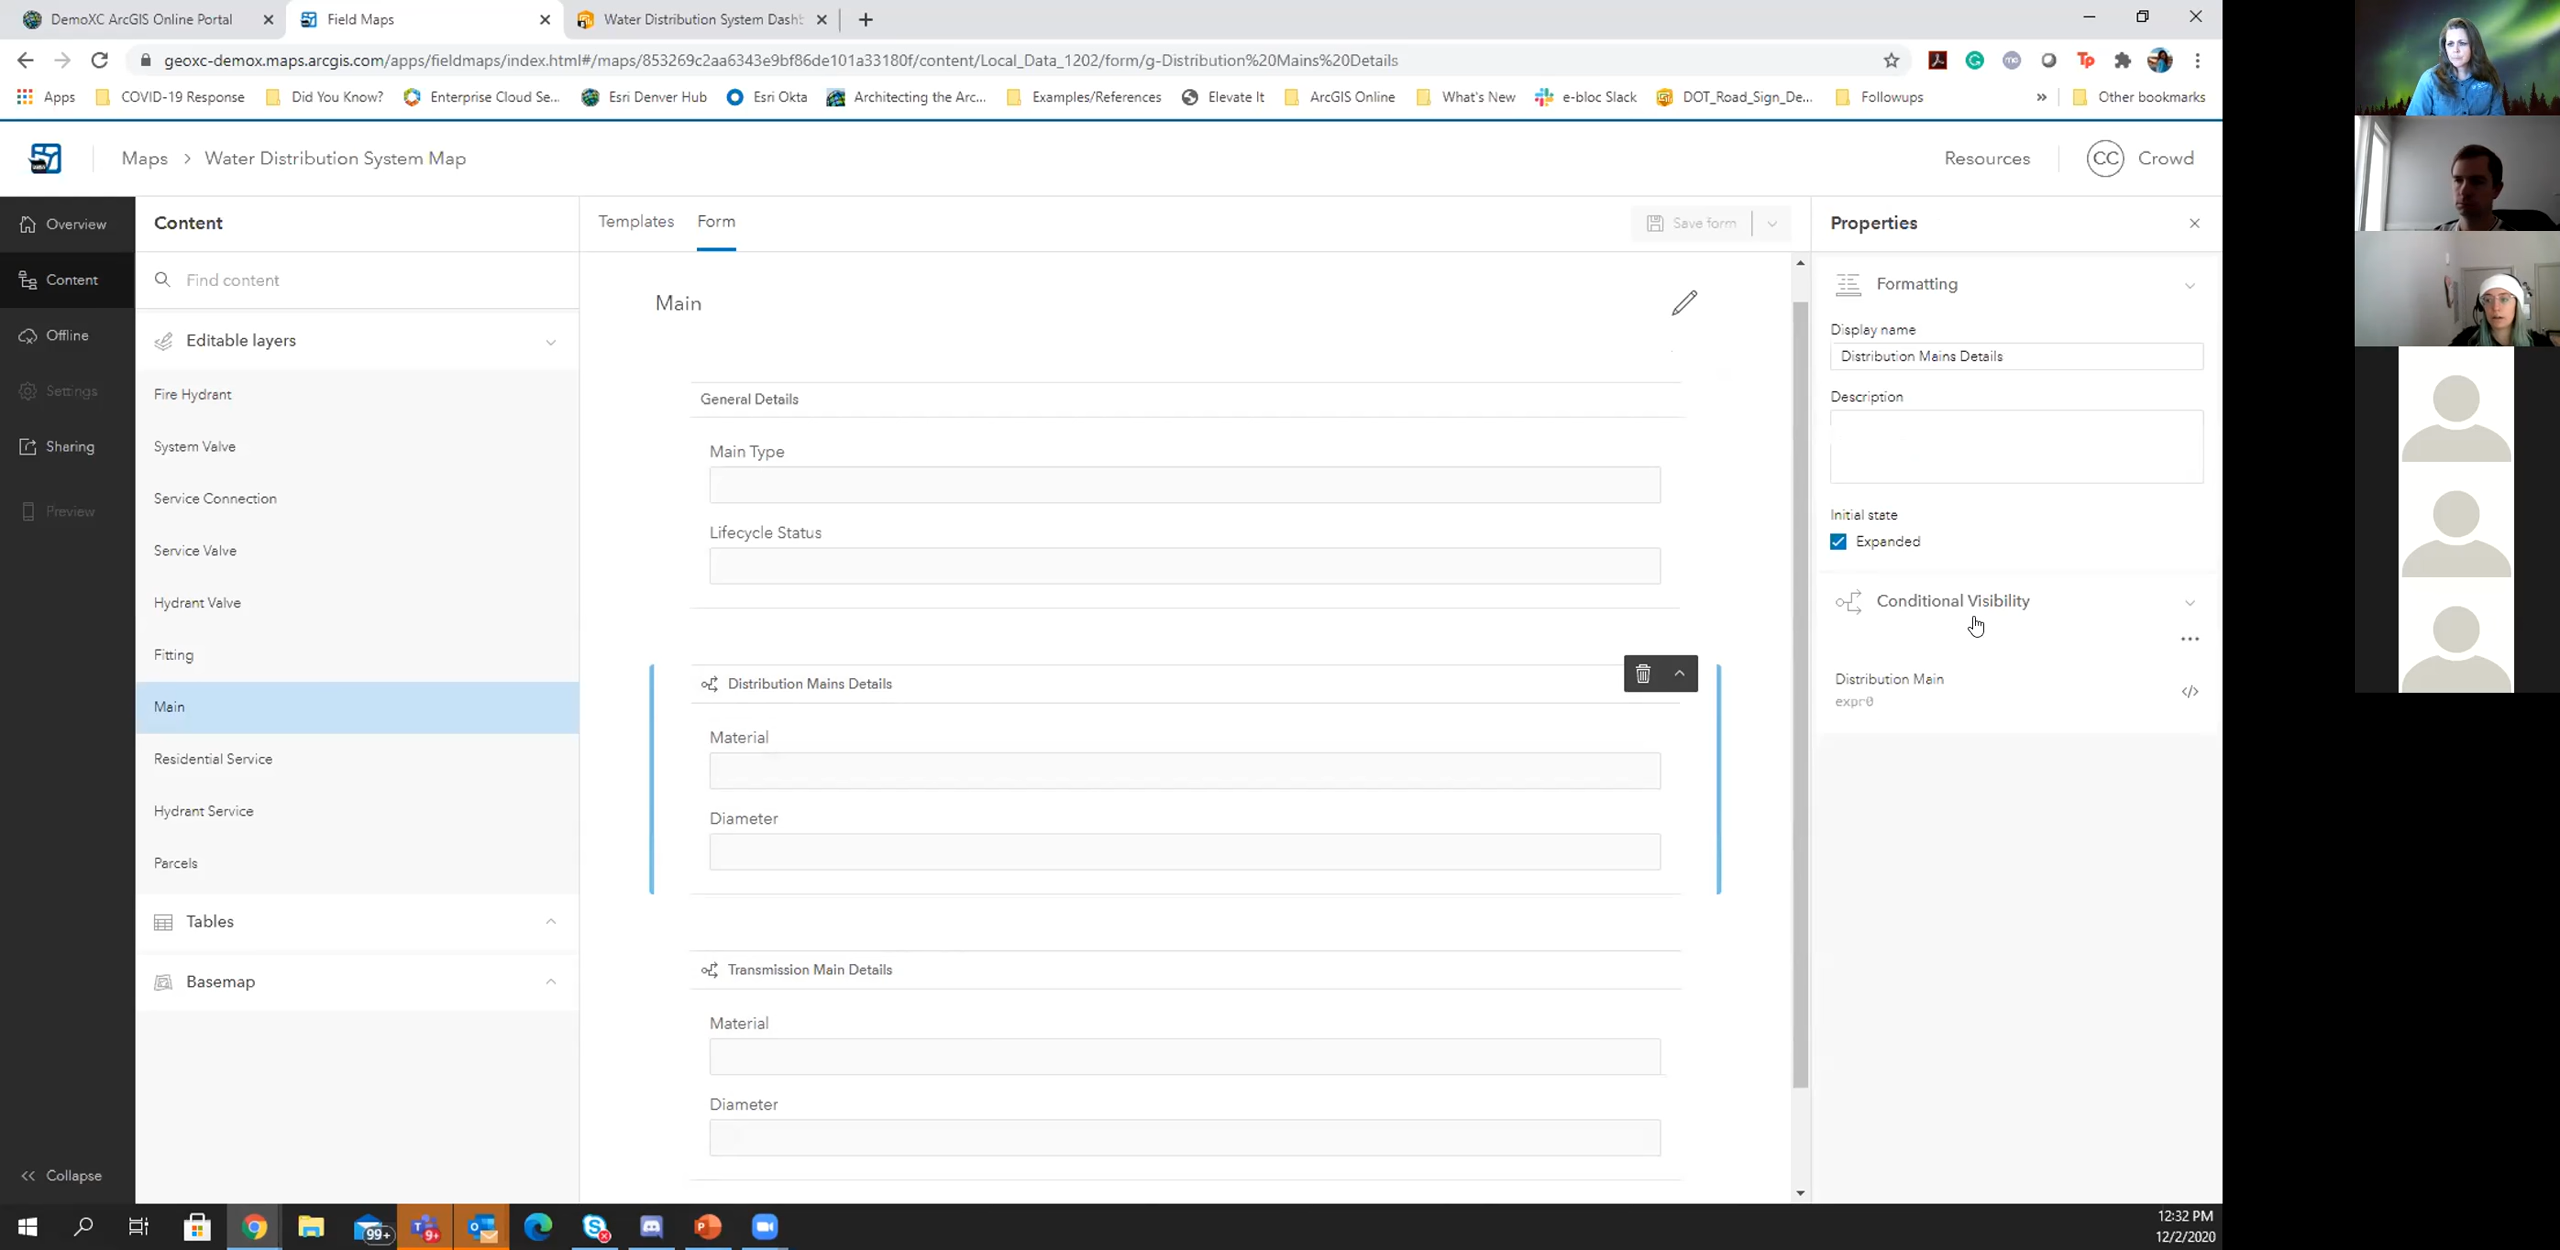 DemoXC ArcGIS Online Portal
Field Maps
Water Distribution System Dash
geoxc-demox.maps.arcgis.com/apps/fieldmaps/index.html#/maps/853269c2aa6343e9bf86de101a33180f/content/Local_Data_1202/form/g-Distribution%20Mains%20Details
Apps COVID-19 Response Did You Know? Enterprise Cloud Se... Esri Denver Hub Esri Okta Architecting the Arc... Examples/References Elevate It ArcGIS Online What's New e-bloc Slack DOT_Road_Sign_De... Followups » Other bookmarks
Maps > Water Distribution System Map
Resources
CC Crowd
Overview
Content
Offline
Settings
Sharing
Preview
Collapse
Content
Find content
Editable layers
Fire Hydrant
System Valve
Service Connection
Service Valve
Hydrant Valve
Fitting
Main
Residential Service
Hydrant Service
Parcels
Tables
Basemap
Templates Form
Save form
Main
General Details
Main Type
Lifecycle Status
Distribution Mains Details
Material
Diameter
Transmission Main Details
Material
Diameter
Properties
Formatting
Display name
Distribution Mains Details
Description
Initial state
Expanded
Conditional Visibility
...
Distribution Main
expr0
</>
99+
9+
12:32 PM
12/2/2020